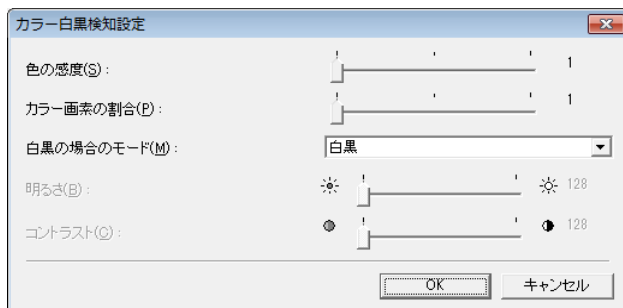 カラー白黒検知設定
色の感度(S) : 1
カラー画素の割合(P) : 1
白黒の場合のモード(M) : 白黒
明るさ(B) : 128
コントラスト(C) : 128
OK キャンセル